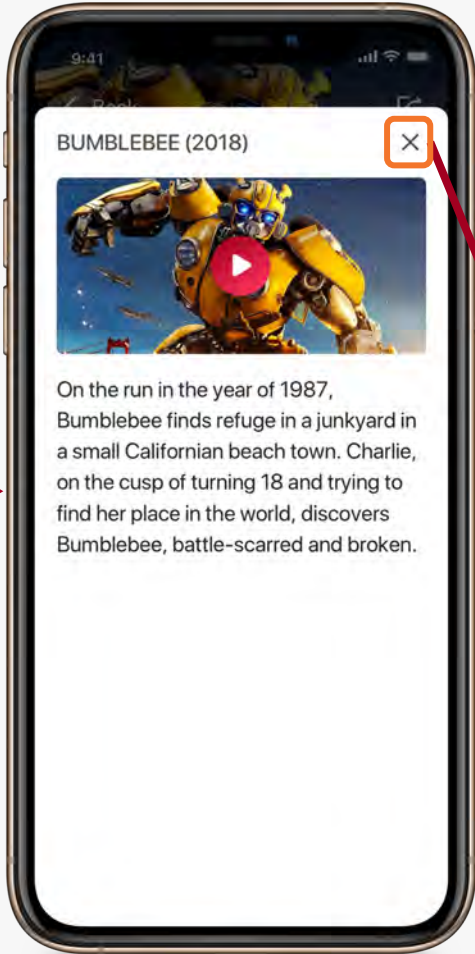 9:41
Back
BUMBLEBEE (2018)
On the run in the year of 1987,
Bumblebee finds refuge in a junkyard in
a small Californian beach town. Charlie,
on the cusp of turning 18 and trying to
find her place in the world, discovers
Bumblebee, battle-scarred and broken.